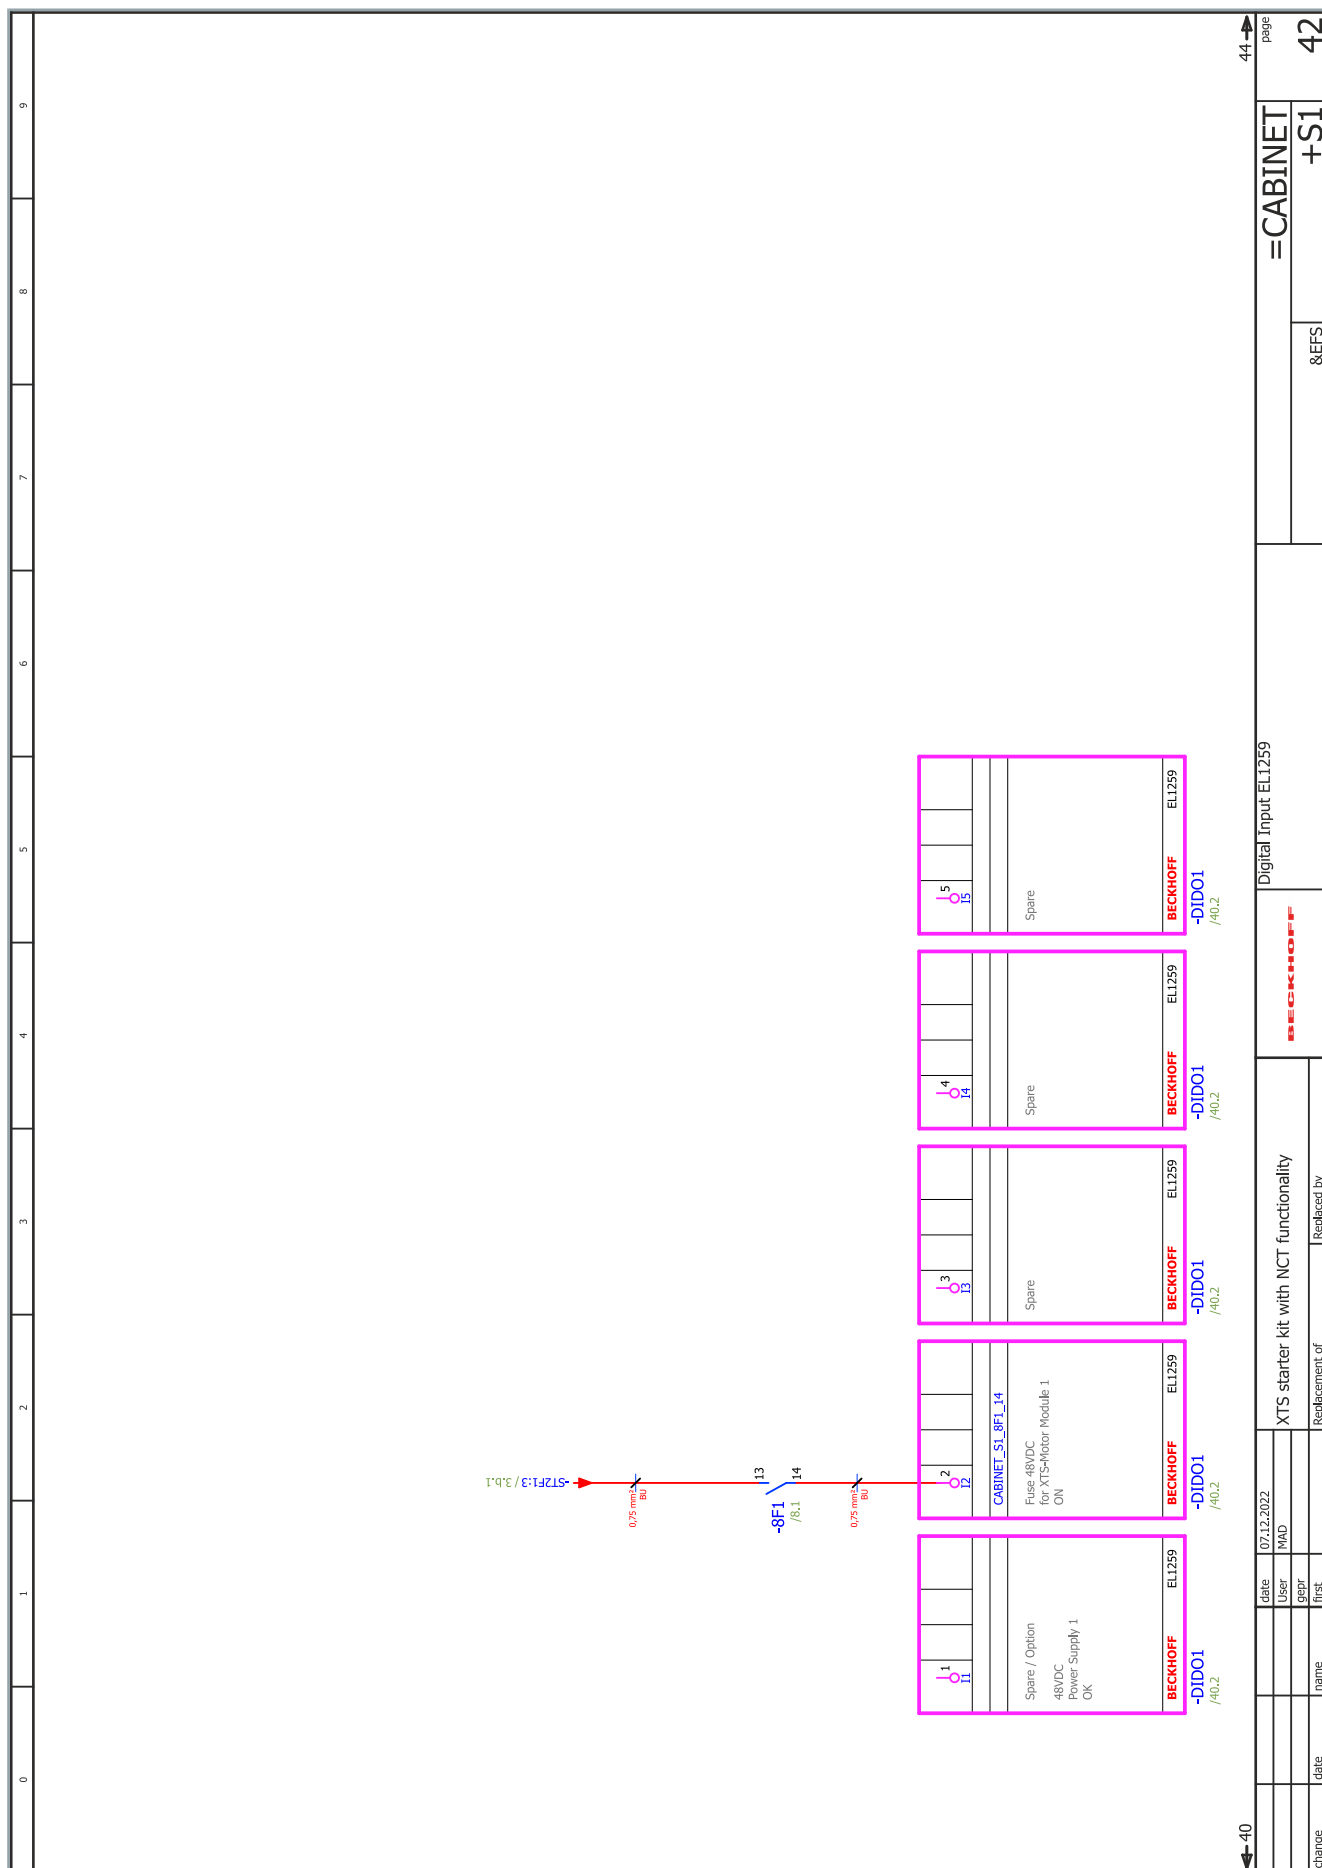 0
1
2
3
4
5
6
7
8
9
-ST2F1:3 / 3.b.1
0,75 mm²
BU
-8F1
/8.1
13
14
0,75 mm²
BU
1
I1
Spare / Option
48VDC
Power Supply 1
OK
BECKHOFF
EL1259
-DIDO1
/40.2
2
I2
CABINET_S1_8F1_14
Fuse 48VDC
for XTS-Motor Module 1
ON
BECKHOFF
EL1259
-DIDO1
/40.2
3
I3
Spare
BECKHOFF
EL1259
-DIDO1
/40.2
4
I4
Spare
BECKHOFF
EL1259
-DIDO1
/40.2
5
I5
Spare
BECKHOFF
EL1259
-DIDO1
/40.2
40
44
change
date
name
date
07.12.2022
User
MAD
gepr
first
XTS starter kit with NCT functionality
Replacement of
Replaced by
BECKHOFF
Digital Input EL1259
=CABINET
+S1
&EFS
page
42